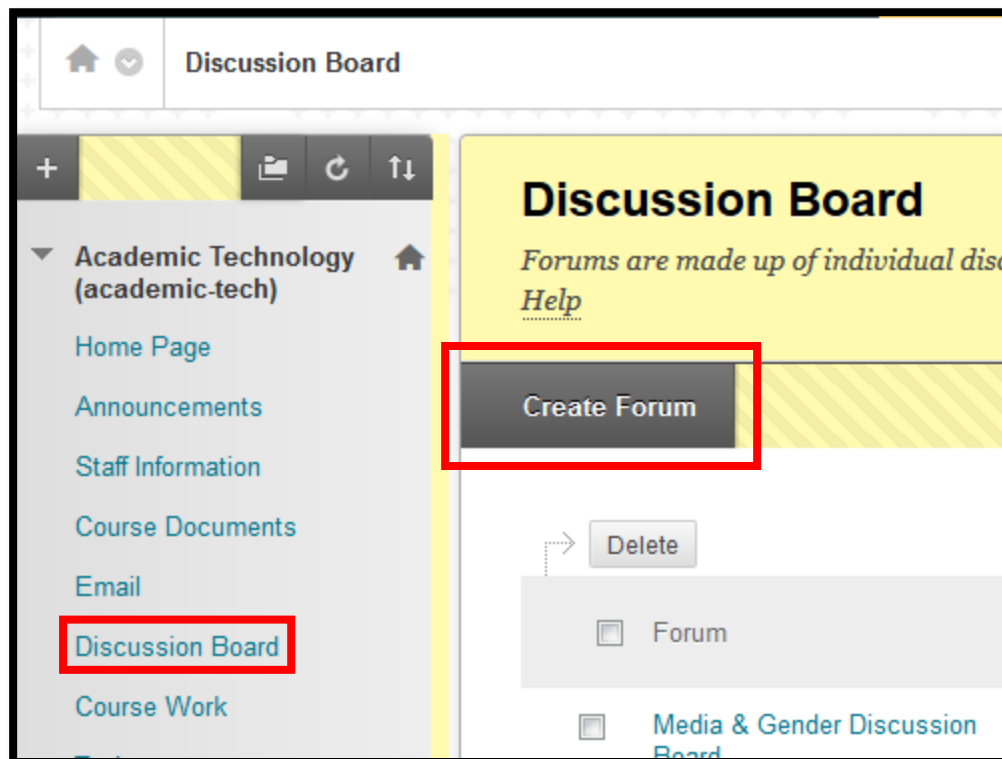 Discussion Board
Academic Technology
(academic-tech)
Home Page
Announcements
Staff Information
Course Documents
Email
Discussion Board
Course Work
Discussion Board
Forums are made up of individual
Help
Create Forum
Delete
Forum
Media & Gender Discussion
Board